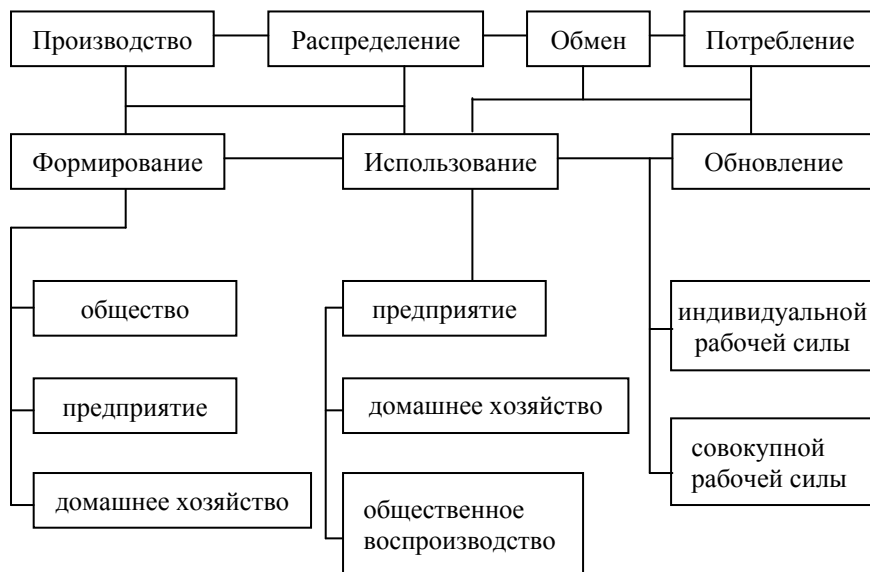 Производство
Распределение
Обмен
Потребление
Формирование
Использование
Обновление
общество
предприятие
домашнее хозяйство
предприятие
домашнее хозяйство
общественное
воспроизводство
индивидуальной
рабочей силы
совокупной
рабочей силы